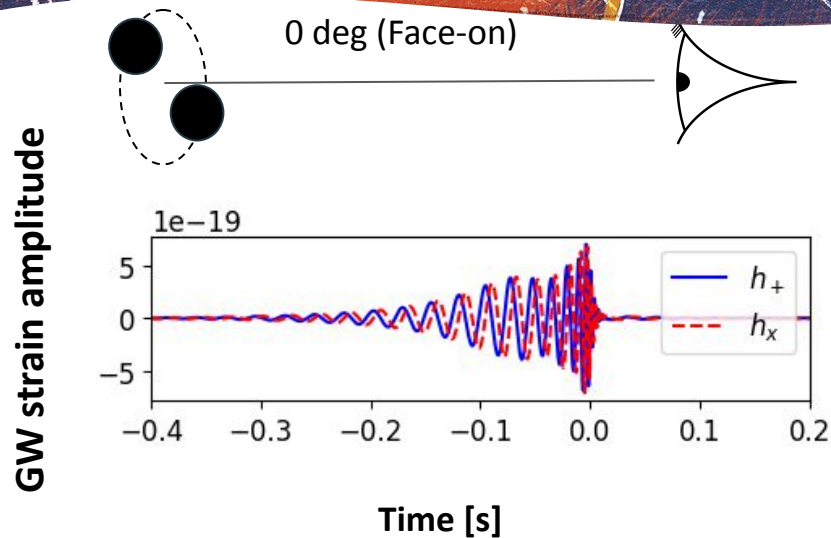 0 deg (Face-on)
GW strain amplitude
1e−19
5
0
−5
h₊
hₓ
−0.4 −0.3 −0.2 −0.1 0.0 0.1 0.2
Time [s]